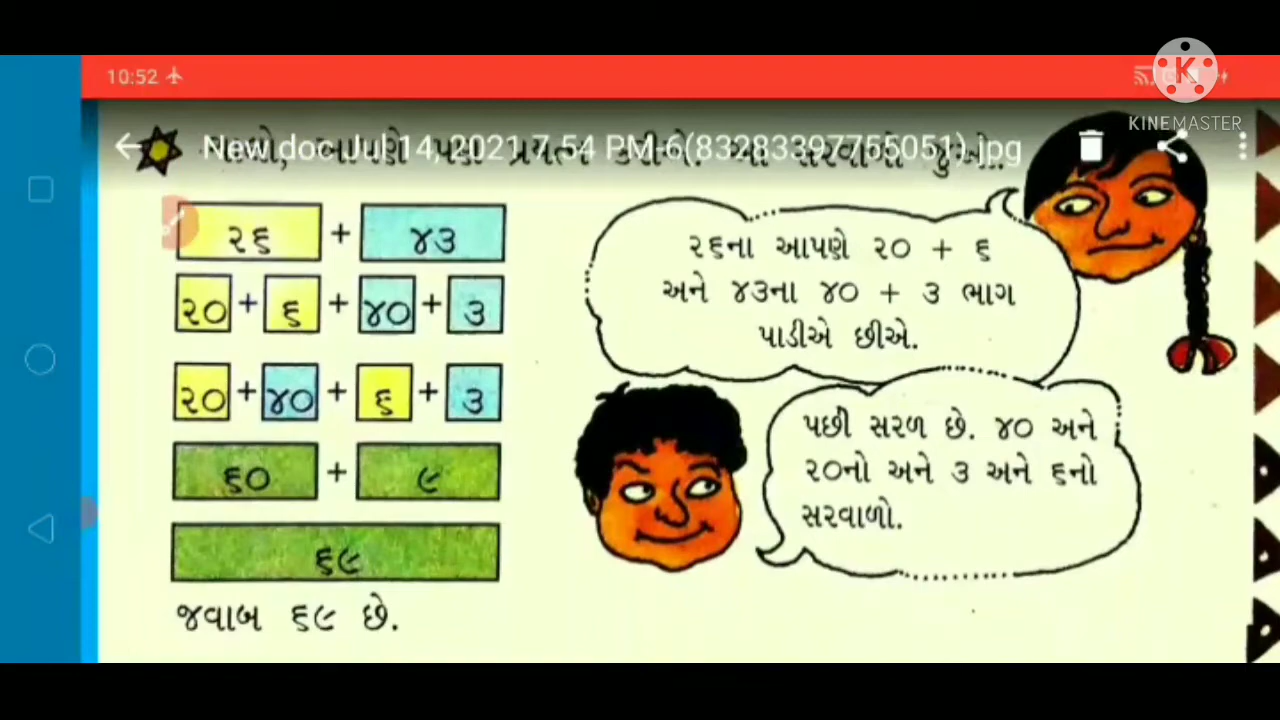 KINEMASTER
10:52
New doc Jul 14, 2021 7.54 PM-6(83283397755051).jpg
૨૬ + ૪૩
૨૦ + ૬ + ૪૦ + ૩
૨૦ + ૪૦ + ૬ + ૩
૬૦ + ૯
૬૯
જવાબ ૬૯ છે.
૨૬ના આપણે ૨૦ + ૬
અને ૪૩ના ૪૦ + ૩ ભાગ
પાડીએ છીએ.
પછી સરળ છે. ૪૦ અને
૨૦નો અને ૩ અને ૬નો
સરવાળો.